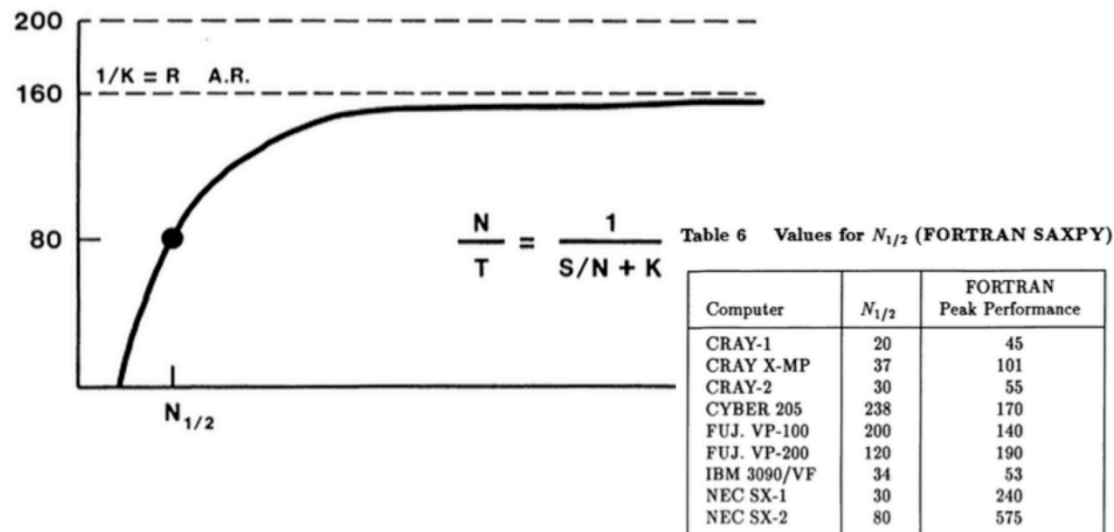 200
1/K = R A.R.
160
80
N/T = 1/(S/N + K)
N1/2
Table 6 Values for N1/2 (FORTRAN SAXPY)
Computer N1/2 FORTRAN Peak Performance
CRAY-1 20 45
CRAY X-MP 37 101
CRAY-2 30 55
CYBER 205 238 170
FUJ. VP-100 200 140
FUJ. VP-200 120 190
IBM 3090/VF 34 53
NEC SX-1 30 240
NEC SX-2 80 575